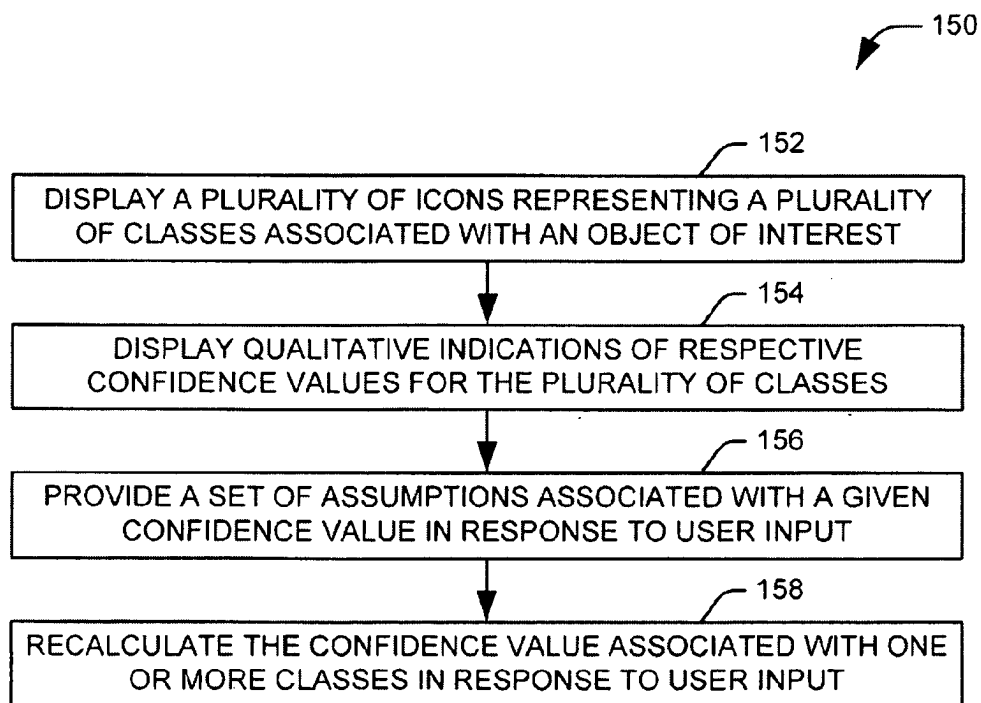 150
152
DISPLAY A PLURALITY OF ICONS REPRESENTING A PLURALITY
OF CLASSES ASSOCIATED WITH AN OBJECT OF INTEREST
154
DISPLAY QUALITATIVE INDICATIONS OF RESPECTIVE
CONFIDENCE VALUES FOR THE PLURALITY OF CLASSES
156
PROVIDE A SET OF ASSUMPTIONS ASSOCIATED WITH A GIVEN
CONFIDENCE VALUE IN RESPONSE TO USER INPUT
158
RECALCULATE THE CONFIDENCE VALUE ASSOCIATED WITH ONE
OR MORE CLASSES IN RESPONSE TO USER INPUT